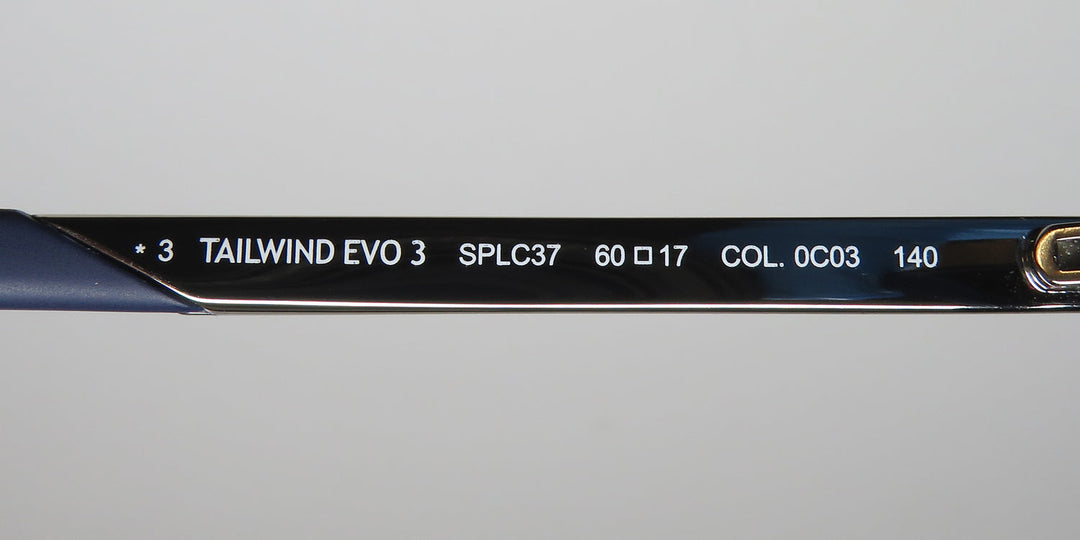 * 3 TAILWIND EVO 3 SPLC37 60□17 COL. 0C03 140